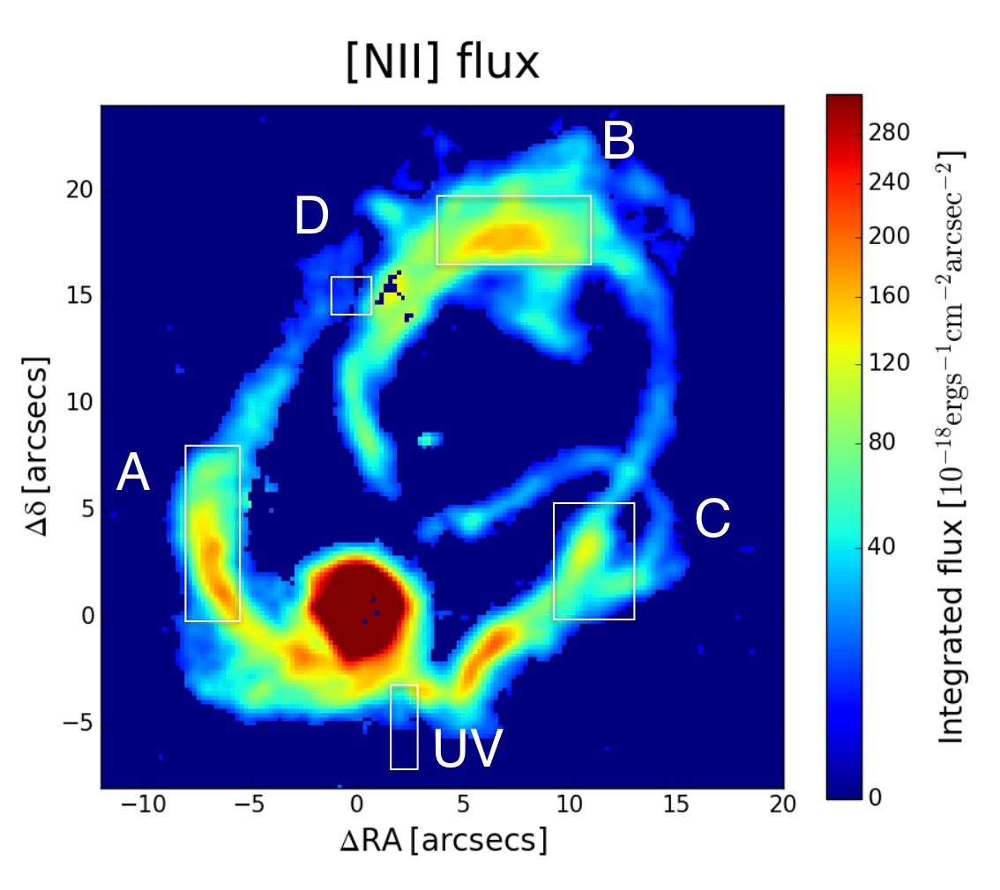 [NII] flux
B
D
A
C
UV
20
15
10
5
0
−5
−10
−5
0
5
10
15
20
Δδ [arcsecs]
ΔRA [arcsecs]
280
240
200
160
120
80
40
0
Integrated flux [10⁻¹⁸ergs⁻¹cm⁻²arcsec⁻²]